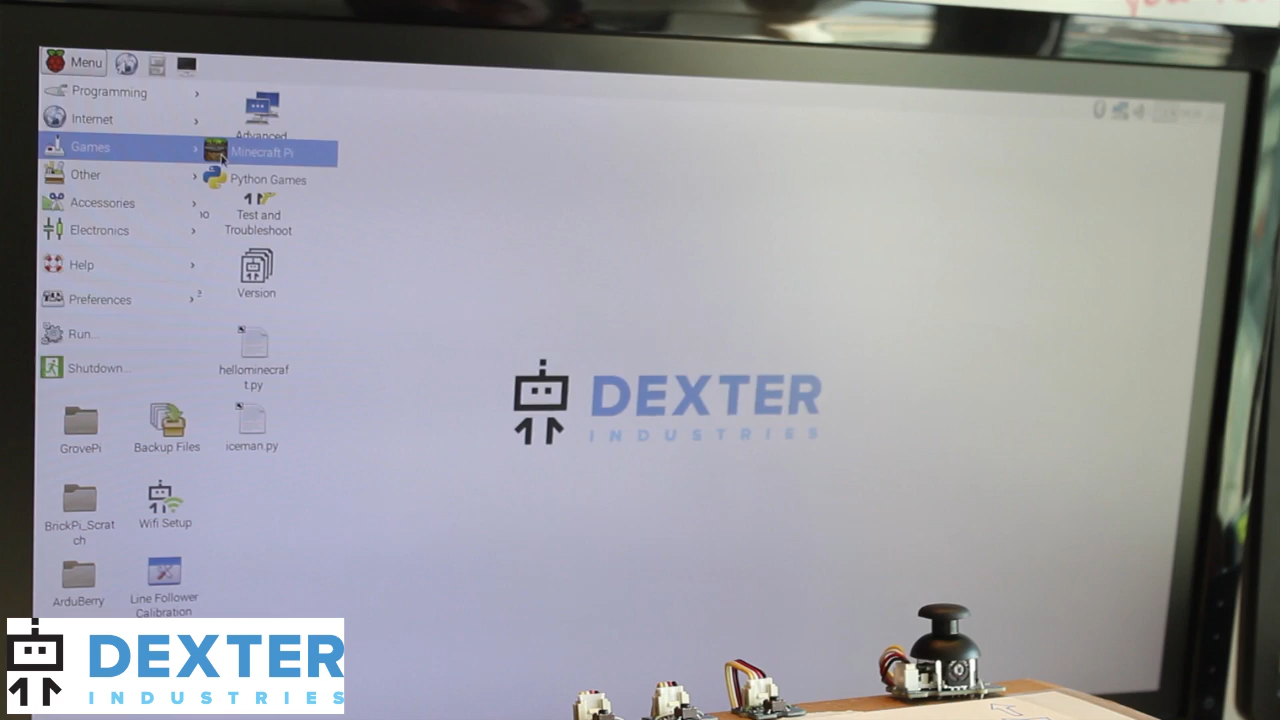 Menu
Programming
Internet
Games
Other
Accessories
Electronics
Help
Preferences
Run...
Shutdown...
Advanced
Minecraft Pi
Python Games
Test and
Troubleshoot
Version
hellominecraf
t.py
iceman.py
GrovePi
Backup Files
BrickPi_Scrat
ch
Wifi Setup
ArduBerry
Line Follower
Calibration
DEXTER
INDUSTRIES
DEXTER
INDUSTRIES